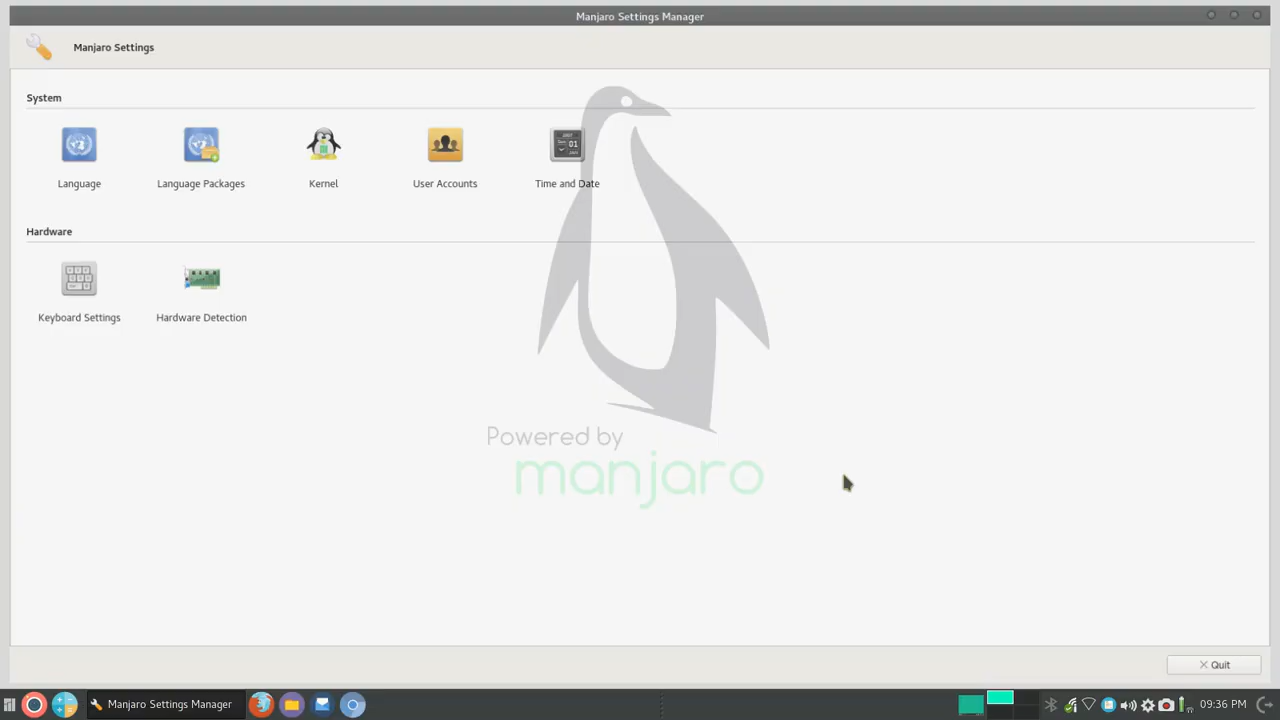 Manjaro Settings Manager
Manjaro Settings
System
Language
Language Packages
Kernel
User Accounts
Time and Date
Hardware
Keyboard Settings
Hardware Detection
Powered by
manjaro
Quit
Manjaro Settings Manager
09:36 PM